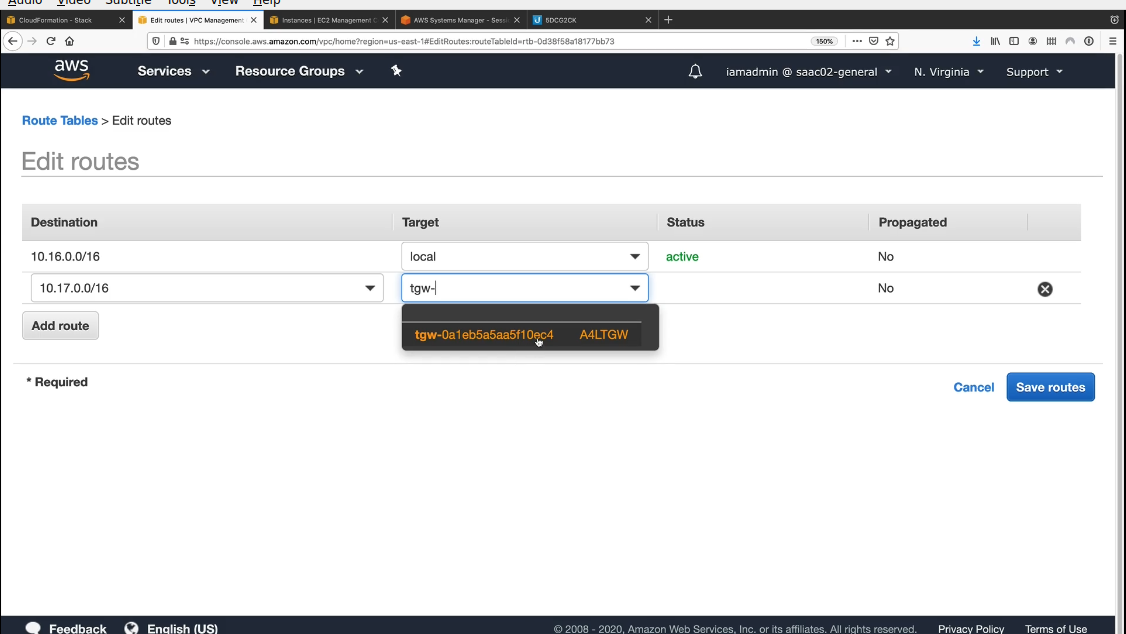 Audio Video Subtitle Tools View Help
CloudFormation - Stack Edit routes | VPC Management Instances | EC2 Management C AWS Systems Manager - Sessi 5DCG2CK
https://console.aws.amazon.com/vpc/home?region=us-east-1#EditRoutes:routeTableId=rtb-0d38f58a18177bb73 150%
aws Services Resource Groups iamadmin @ saac02-general N. Virginia Support
Route Tables > Edit routes
Edit routes
Destination Target Status Propagated
10.16.0.0/16 local active No
10.17.0.0/16 tgw- No
tgw-0a1eb5a5aa5f10ec4 A4LTGW
Add route
* Required
Cancel Save routes
Feedback English (US) © 2008 - 2020, Amazon Web Services, Inc. or its affiliates. All rights reserved. Privacy Policy Terms of Use